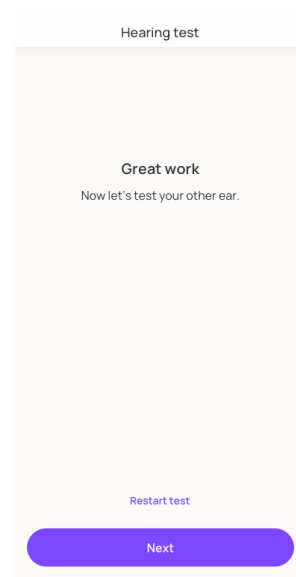 Hearing test
Great work
Now let's test your other ear.
Restart test
Next